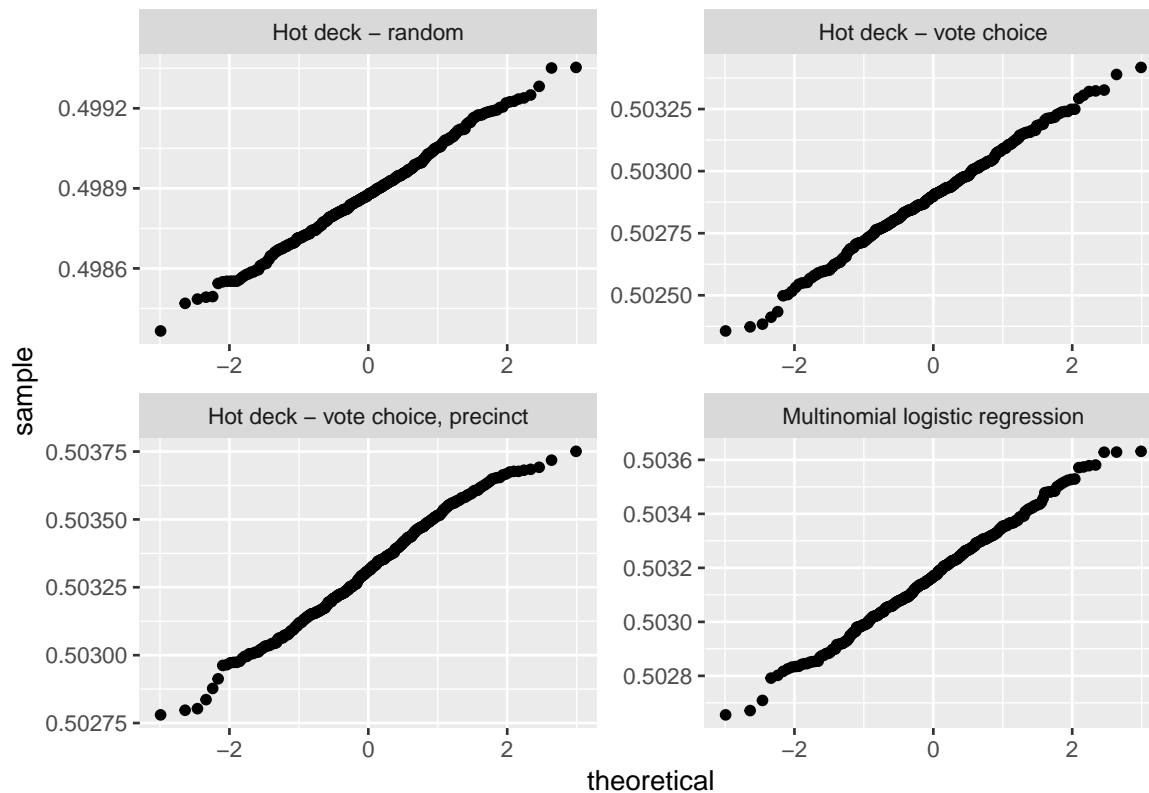 Hot deck − random
Hot deck − vote choice
0.4992
0.4989
0.4986
0.50325
0.50300
0.50275
0.50250
−2 0 2
−2 0 2
sample
Hot deck − vote choice, precinct
Multinomial logistic regression
0.50375
0.50350
0.50325
0.50300
0.50275
0.5036
0.5034
0.5032
0.5030
0.5028
−2 0 2
−2 0 2
theoretical